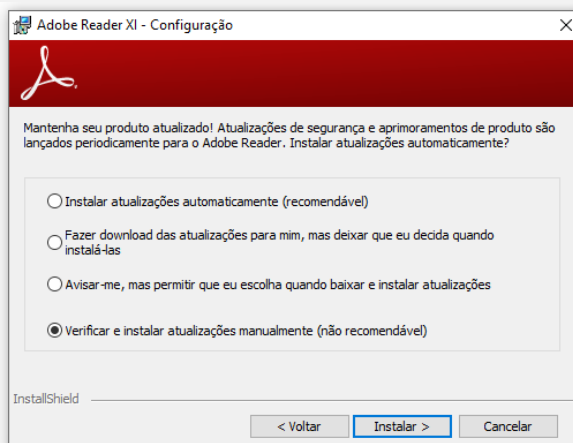 Adobe Reader XI - Configuração
Mantenha seu produto atualizado! Atualizações de segurança e aprimoramentos de produto são
lançados periodicamente para o Adobe Reader. Instalar atualizações automaticamente?
Instalar atualizações automaticamente (recomendável)
Fazer download das atualizações para mim, mas deixar que eu decida quando
instalá-las
Avisar-me, mas permitir que eu escolha quando baixar e instalar atualizações
Verificar e instalar atualizações manualmente (não recomendável)
InstallShield
< Voltar
Instalar >
Cancelar